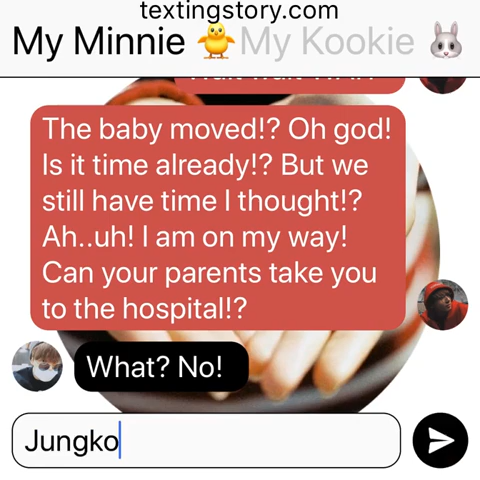 textingstory.com
My Minnie 🐥 My Kookie 🐰
The baby moved!? Oh god!
Is it time already!? But we
still have time I thought!?
Ah..uh! I am on my way!
Can your parents take you
to the hospital!?
What? No!
Jungko